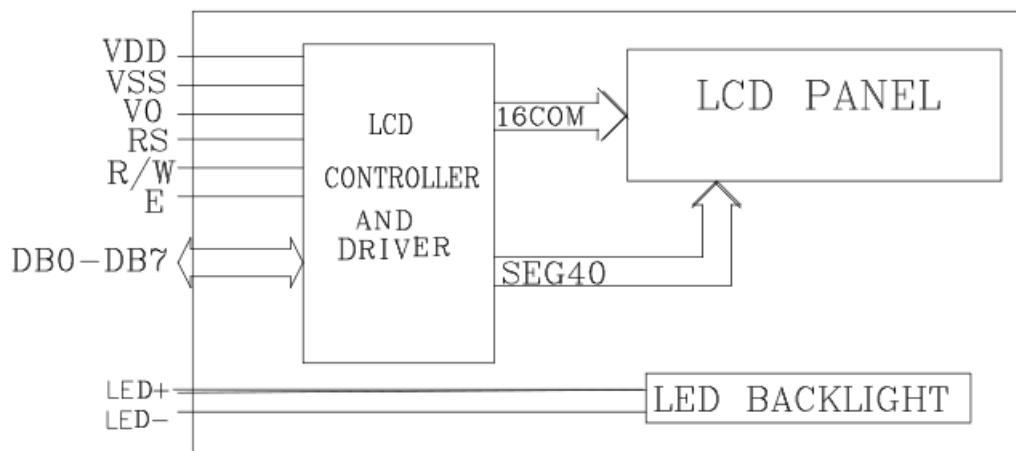 VDD
VSS
VO
RS
R/W
E
DB0-DB7
LED+
LED-
LCD
CONTROLLER
AND
DRIVER
16COM
SEG40
LCD PANEL
LED BACKLIGHT